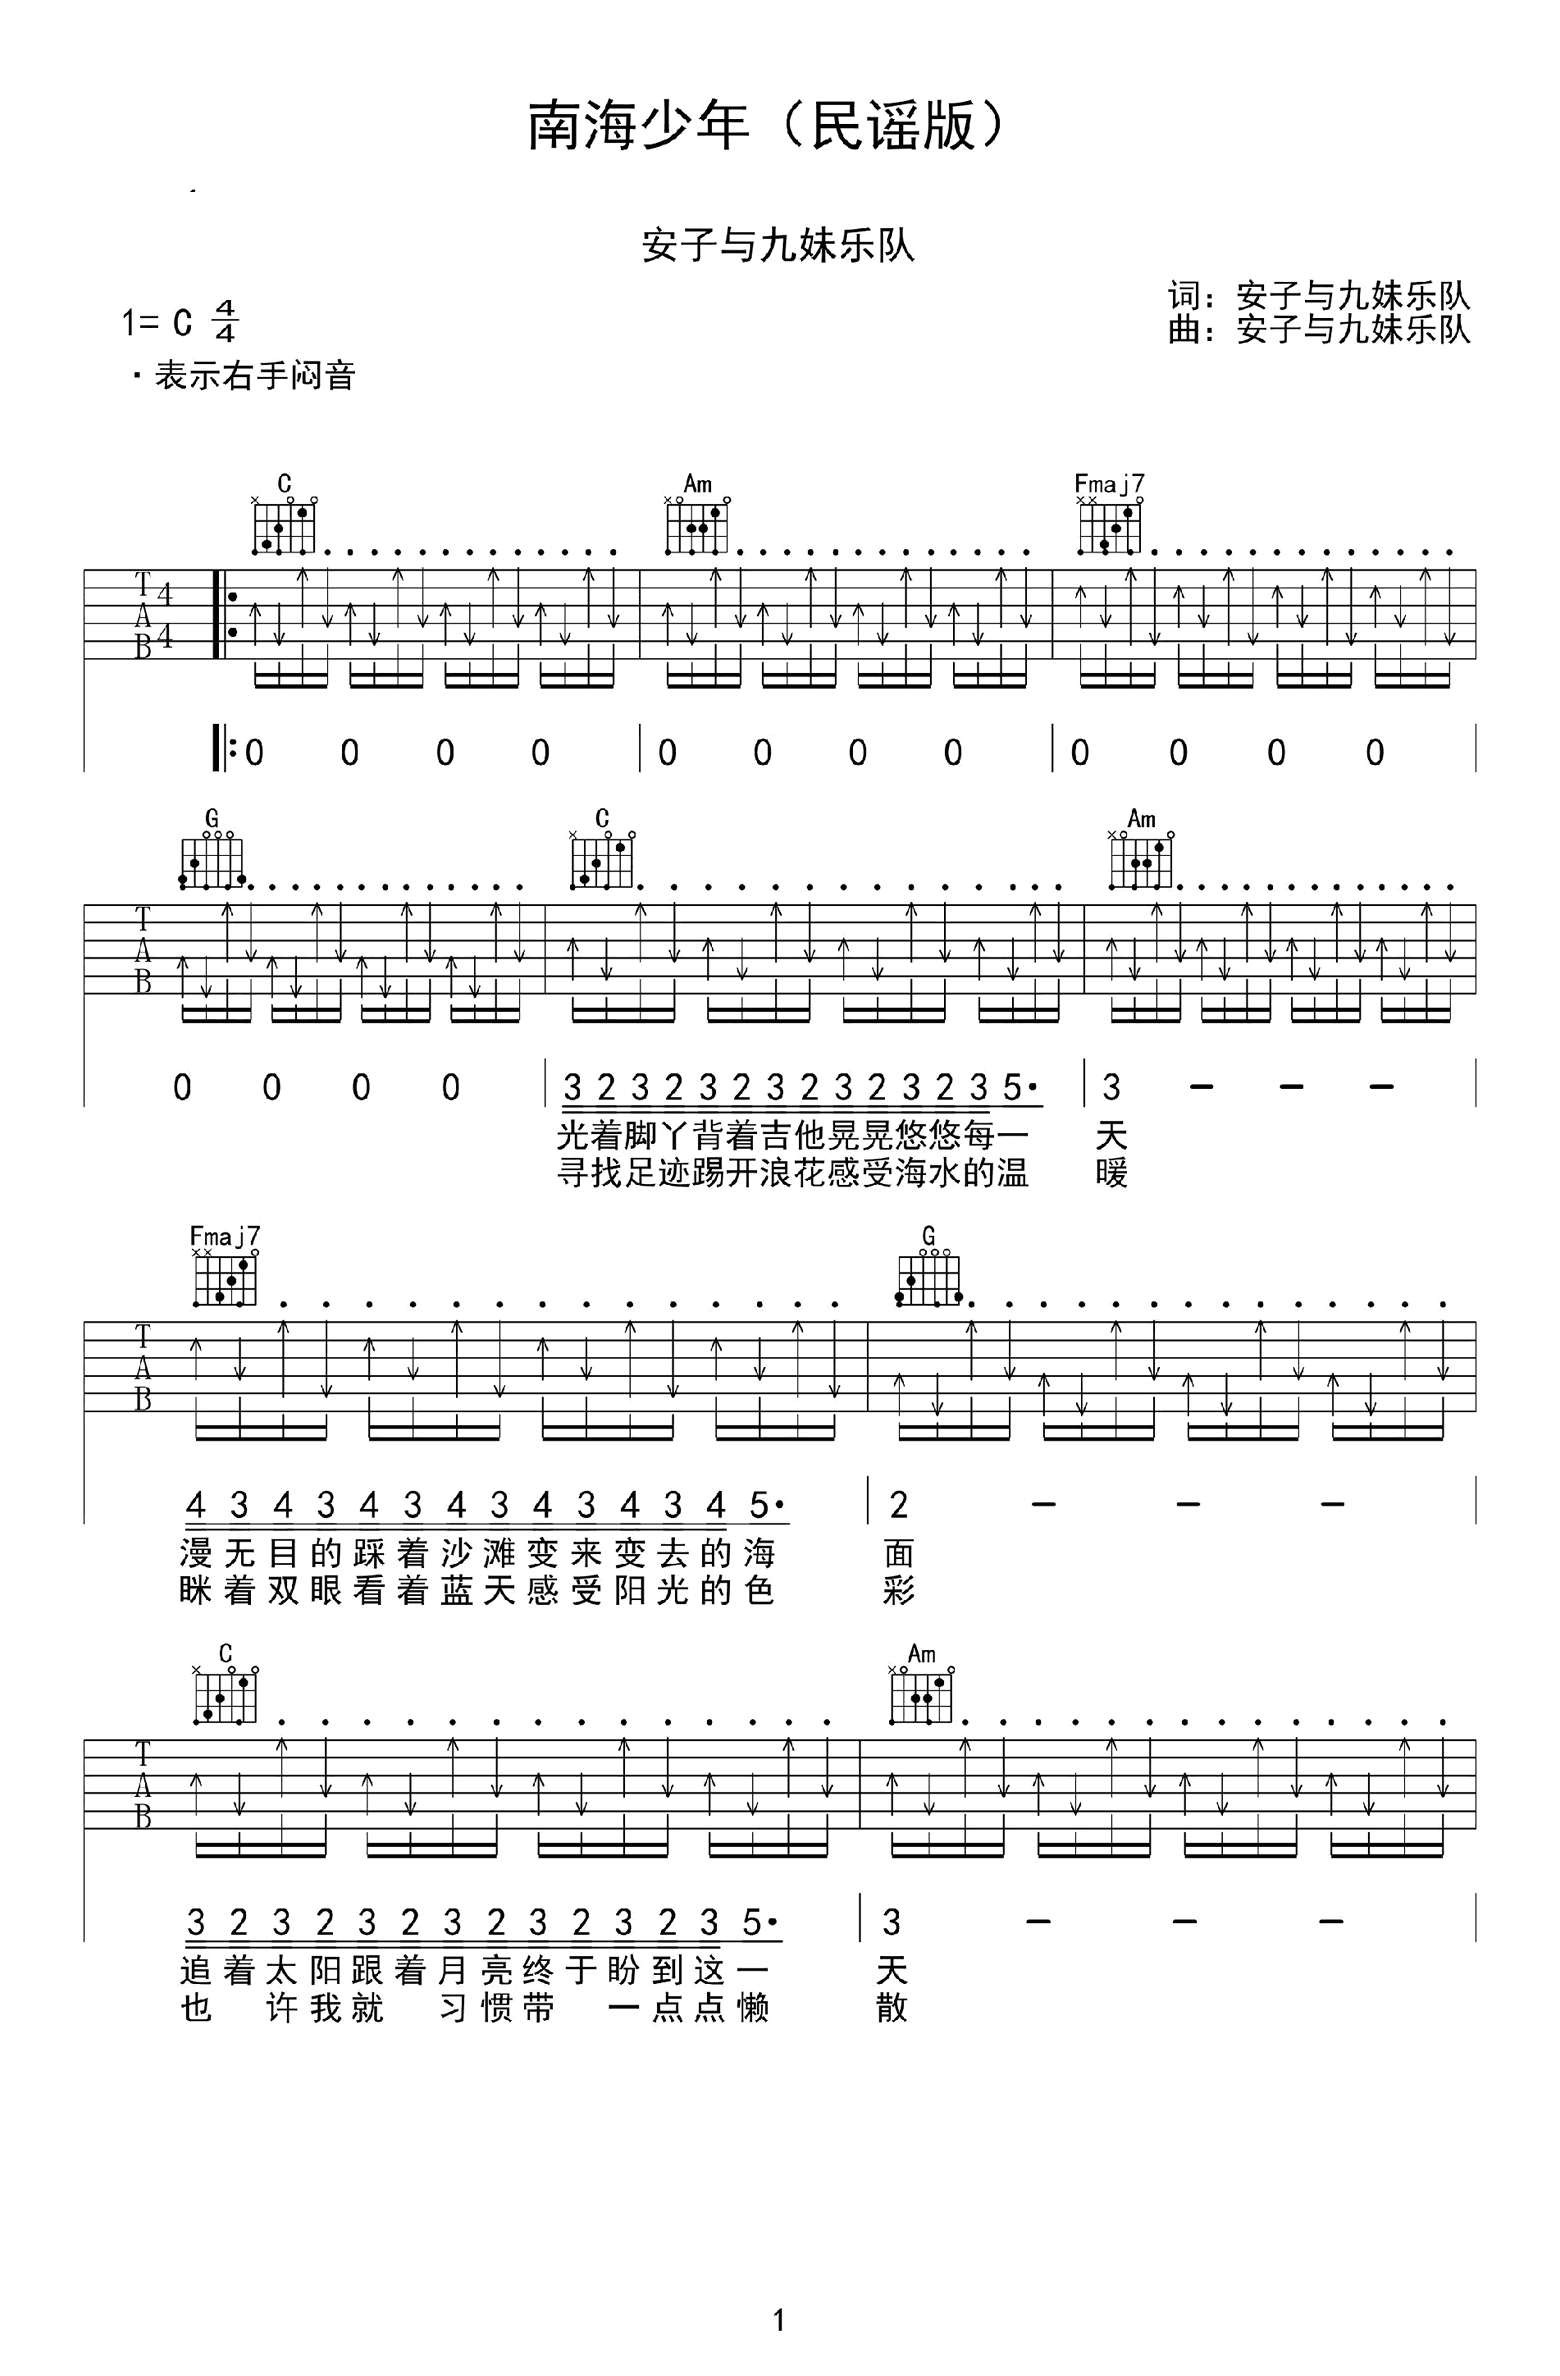 南海少年（民谣版）
安子与九妹乐队
词：安子与九妹乐队
1= C 4/4
曲：安子与九妹乐队
·表示右手闷音
C Am Fmaj7
T A B 4 4
0 0 0 0 0 0 0 0 0 0 0 0
G C Am
T A B
0 0 0 0 3 2 3 2 3 2 3 2 3 2 3 2 3 5· 3 - - -
光着脚丫背着吉他晃晃悠悠每一 天
寻找足迹踢开浪花感受海水的温 暖
Fmaj7 G
T A B
4 3 4 3 4 3 4 3 4 3 4 3 4 5· 2 - - -
漫无目的踩着沙滩变来变去的海 面
眯着双眼看着蓝天感受阳光的色 彩
C Am
T A B
3 2 3 2 3 2 3 2 3 2 3 2 3 5· 3 - - -
追着太阳跟着月亮终于盼到这一 天
也 许我就 习惯带 一点点懒 散
1